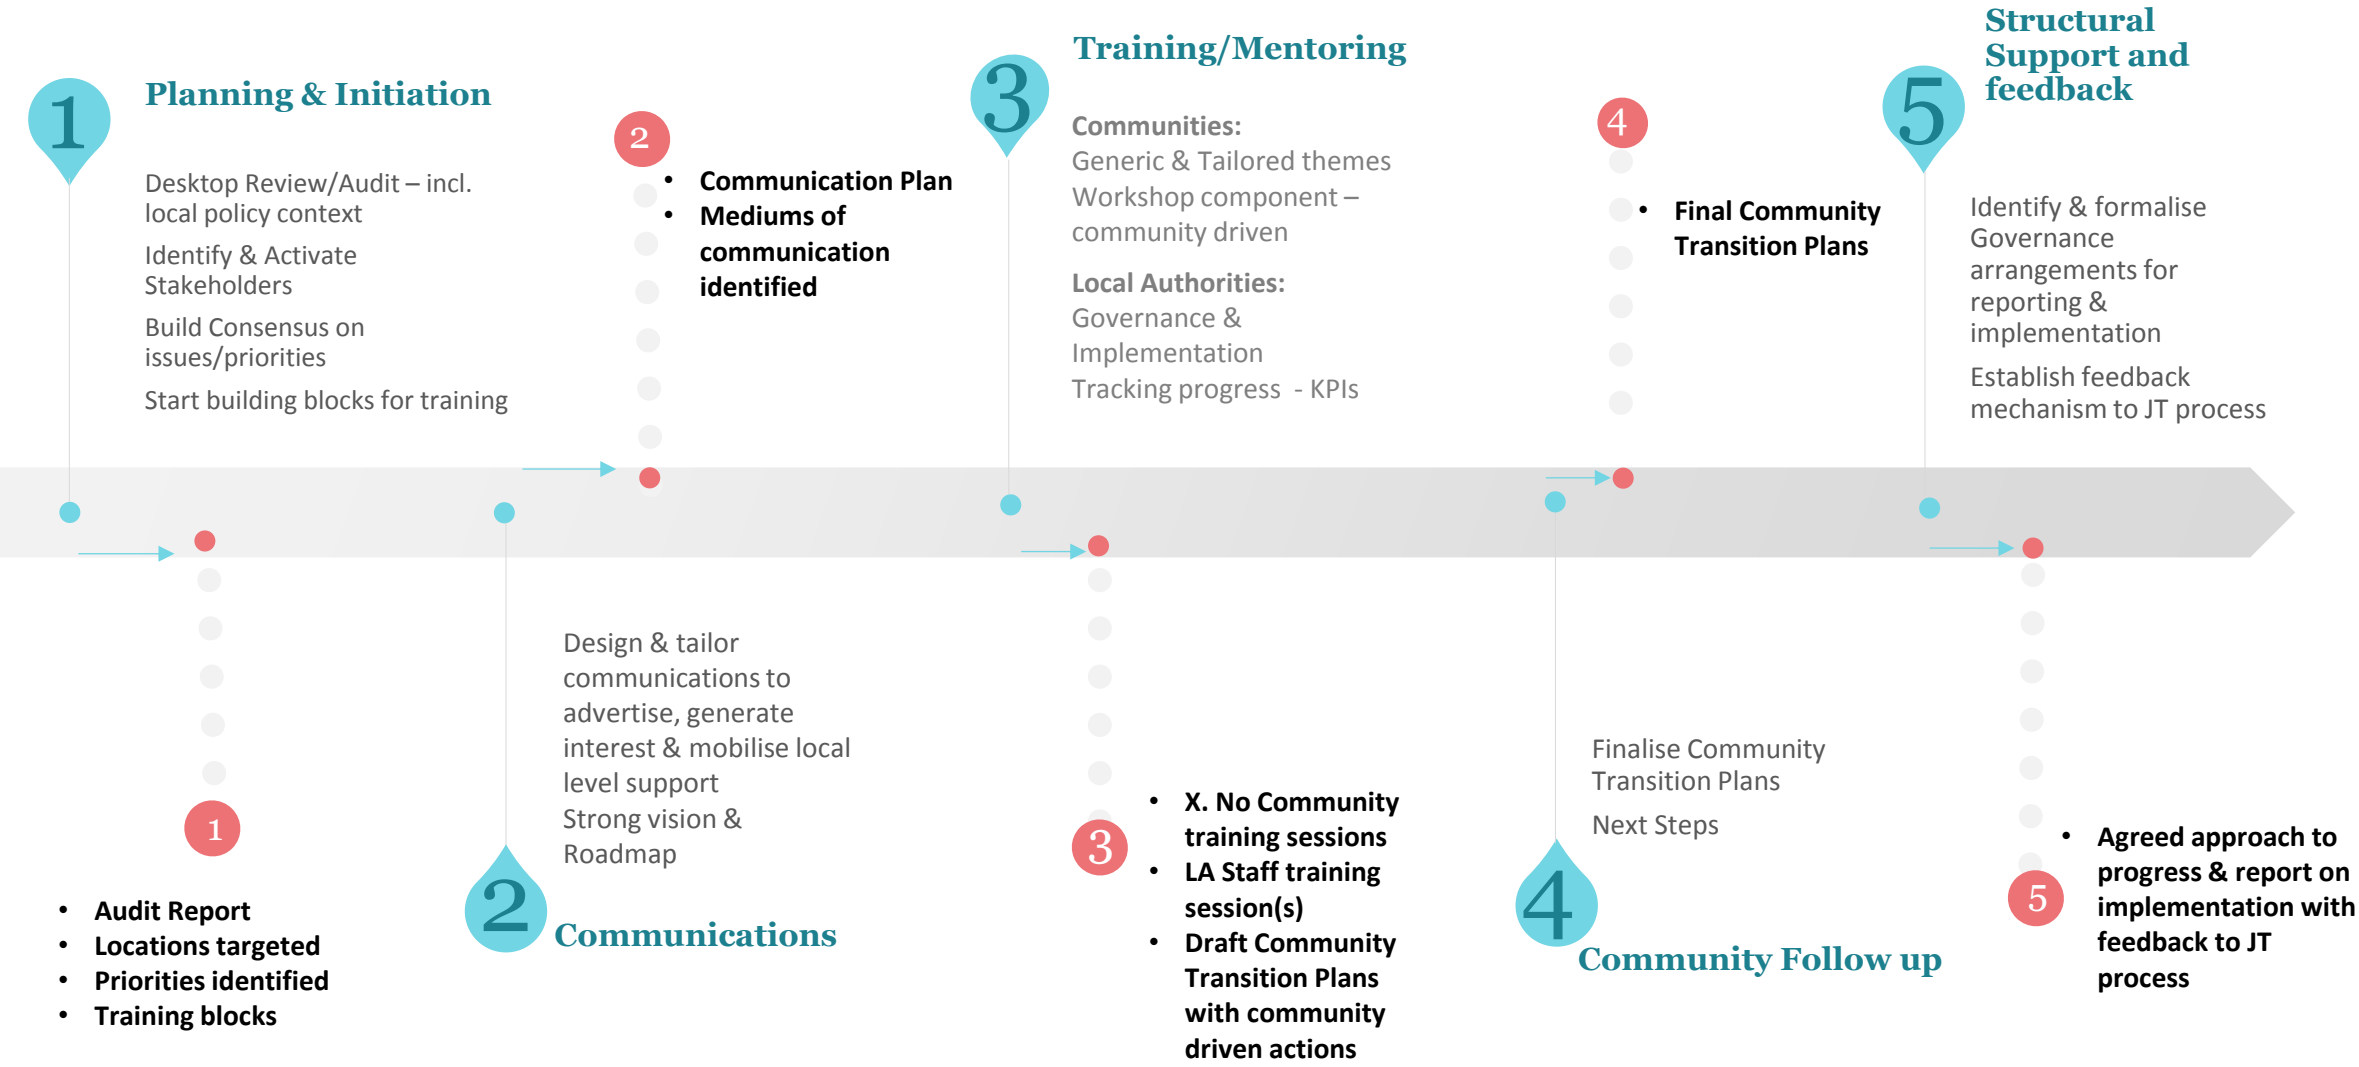 1
Planning & Initiation
Desktop Review/Audit – incl.
local policy context
Identify & Activate
Stakeholders
Build Consensus on
issues/priorities
Start building blocks for training
1
• Audit Report
• Locations targeted
• Priorities identified
• Training blocks
2
• Communication Plan
• Mediums of
communication
identified
Design & tailor
communications to
advertise, generate
interest & mobilise local
level support
Strong vision &
Roadmap
2
Communications
3
Training/Mentoring
Communities:
Generic & Tailored themes
Workshop component –
community driven
Local Authorities:
Governance &
Implementation
Tracking progress - KPIs
3
• X. No Community
training sessions
• LA Staff training
session(s)
• Draft Community
Transition Plans
with community
driven actions
4
• Final Community
Transition Plans
Finalise Community
Transition Plans
Next Steps
4
Community Follow up
5
Structural
Support and
feedback
Identify & formalise
Governance
arrangements for
reporting &
implementation
Establish feedback
mechanism to JT process
5
• Agreed approach to
progress & report on
implementation with
feedback to JT
process